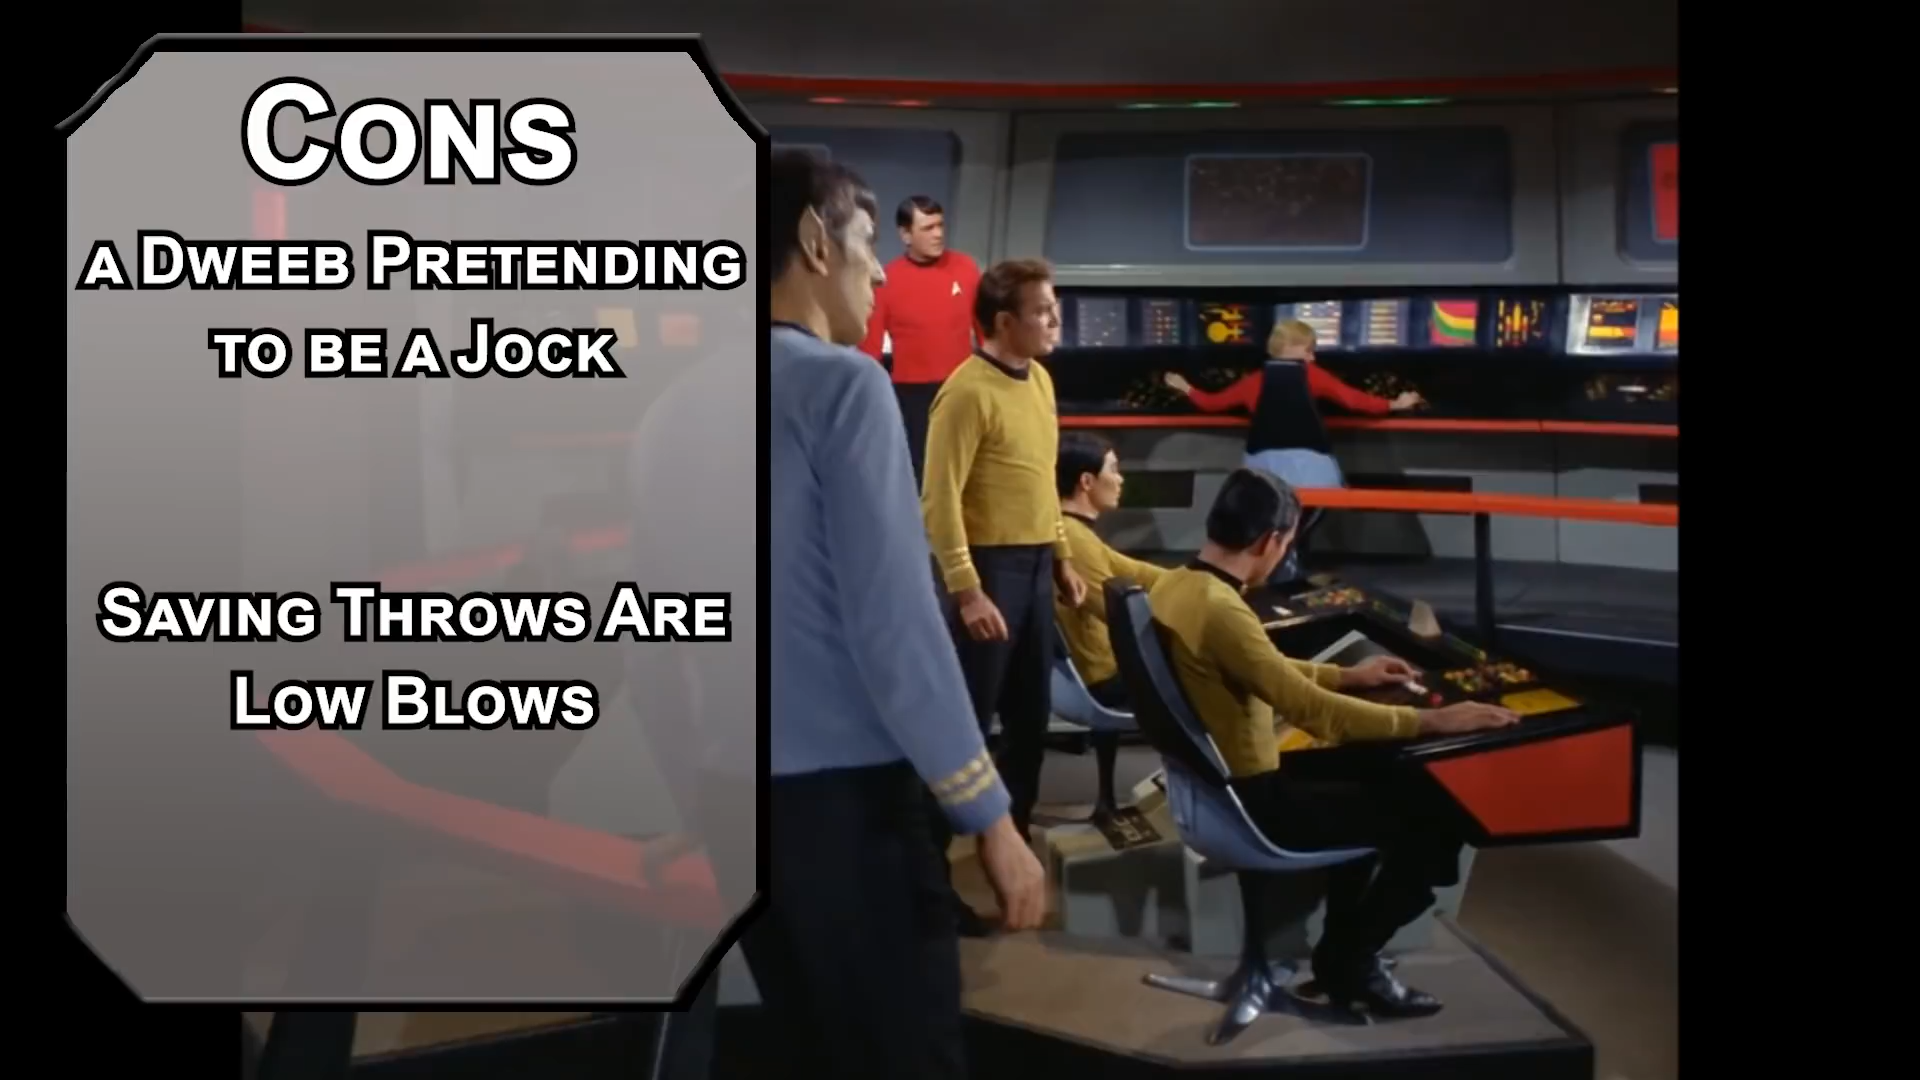 Cons
a Dweeb Pretending
to be a Jock
Saving Throws Are
Low Blows